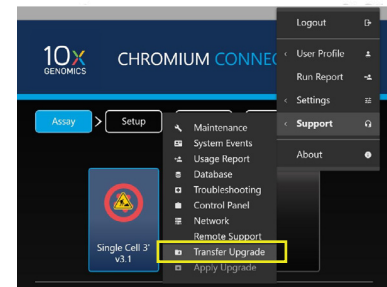 10X
GENOMICS
CHROMIUM CONNEC
Logout
User Profile
Run Report
Settings
Support
About
Assay
Setup
Maintenance
System Events
Usage Report
Database
Troubleshooting
Control Panel
Network
Remote Support
Transfer Upgrade
Apply Upgrade
Single Cell 3'
v3.1